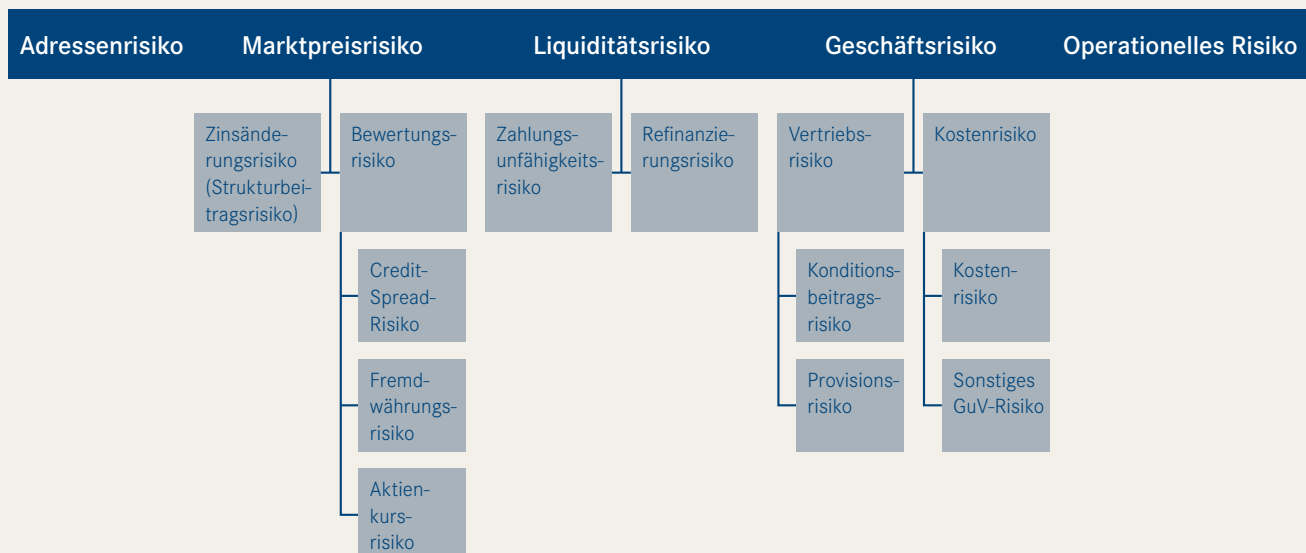 Adressenrisiko
Marktpreisrisiko
Liquiditätsrisiko
Geschäftsrisiko
Operationelles Risiko
Zinsände-
rungsrisiko
(Strukturbei-
tragsrisiko)
Bewertungs-
risiko
Zahlungs-
unfähigkeits-
risiko
Refinanzie-
rungsrisiko
Vertriebs-
risiko
Kostenrisiko
Credit-
Spread-
Risiko
Fremd-
währungs-
risiko
Aktien-
kurs-
risiko
Konditions-
beitrags-
risiko
Provisions-
risiko
Kosten-
risiko
Sonstiges
GuV-Risiko